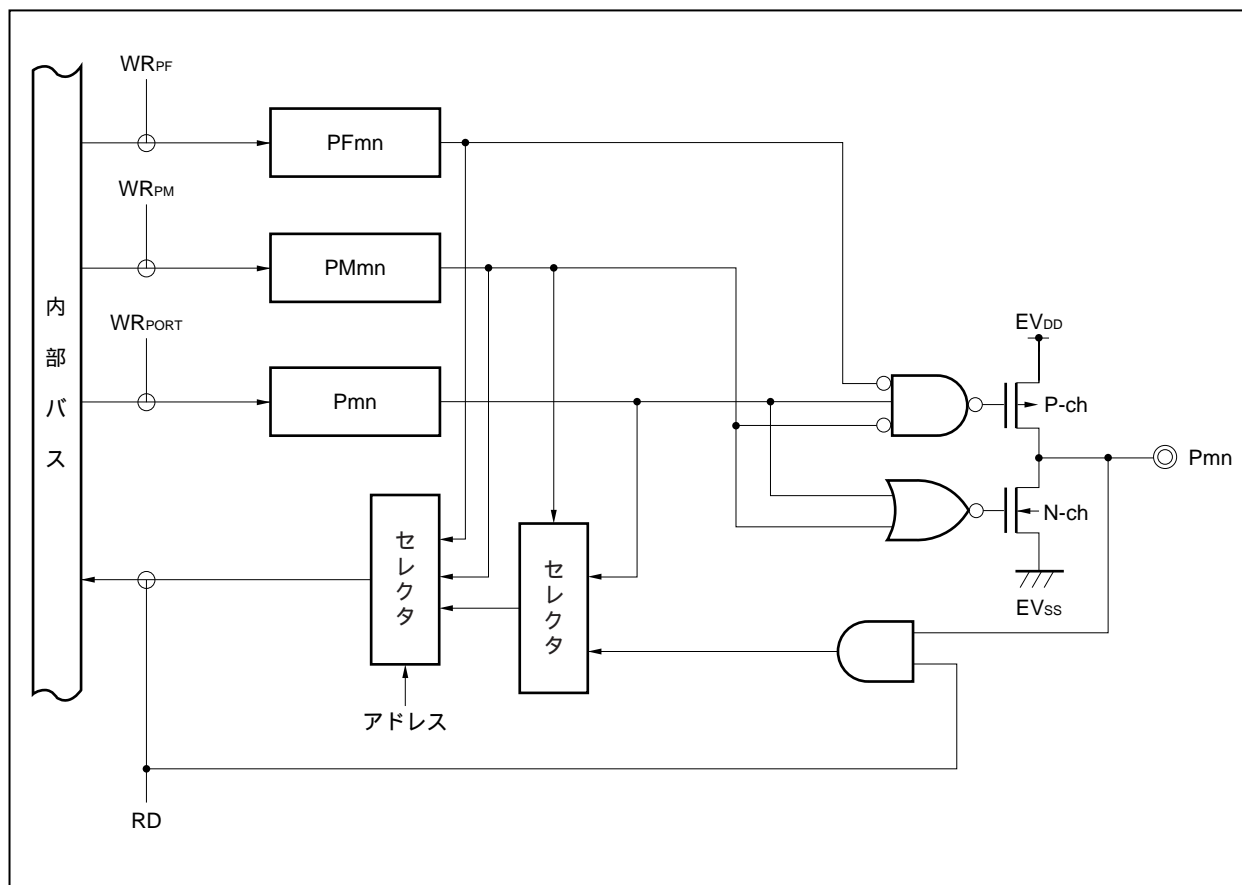 WRPF
PFmn
WRPM
PMmn
内部バス
WRPORT
Pmn
EVDD
P-ch
Pmn
N-ch
EVSS
セレクタ
セレクタ
アドレス
RD